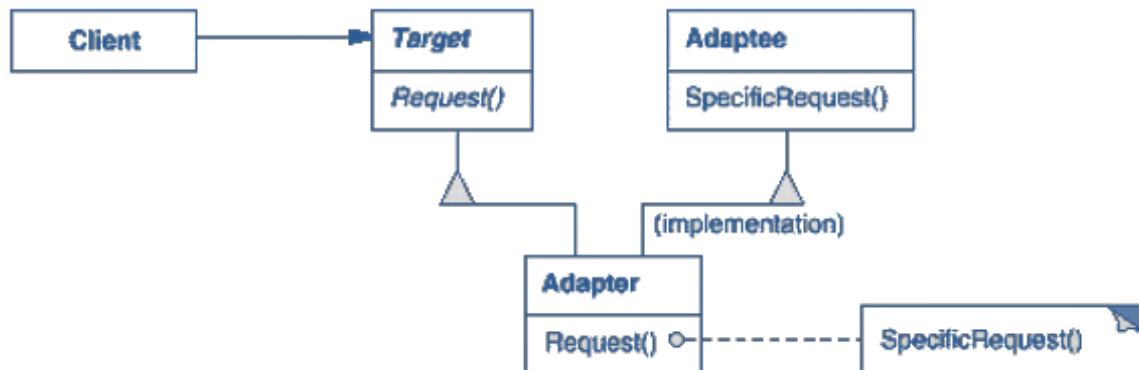 Client
Target
Request()
Adaptee
SpecificRequest()
(implementation)
Adapter
Request()
SpecificRequest()